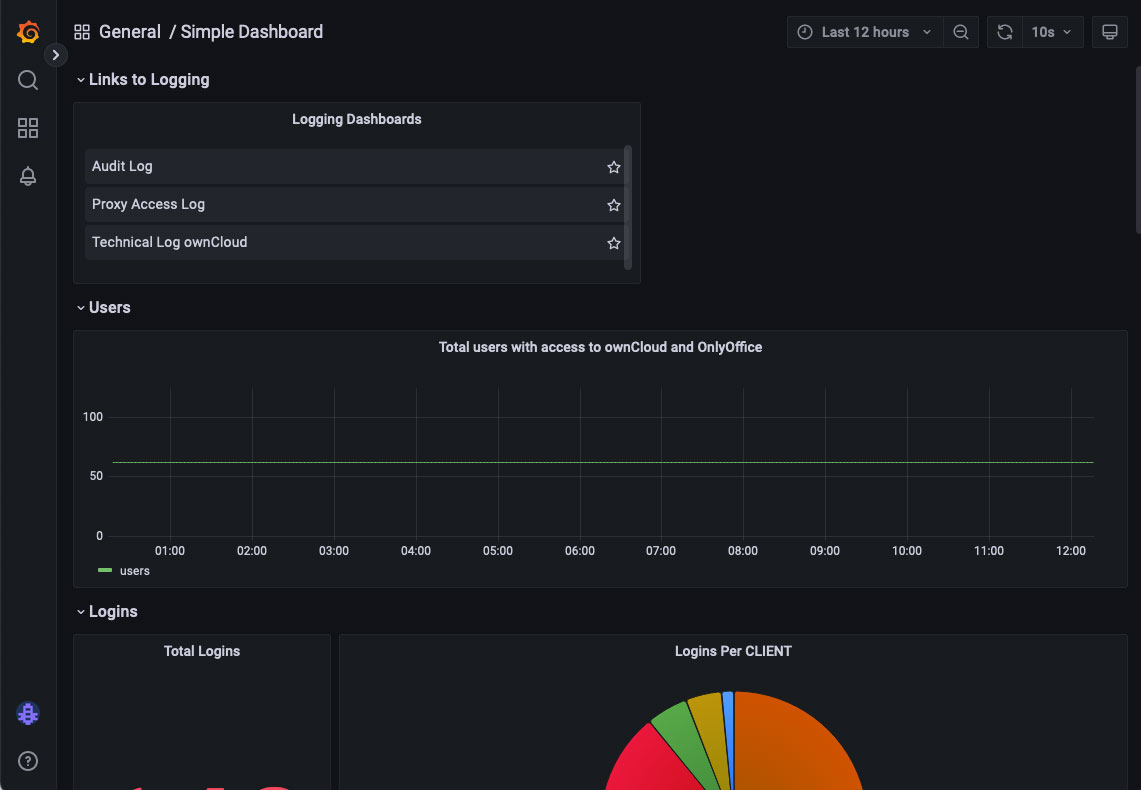 General / Simple Dashboard
Last 12 hours
10s
Links to Logging
Logging Dashboards
Audit Log
Proxy Access Log
Technical Log ownCloud
Users
Total users with access to ownCloud and OnlyOffice
100
50
0
01:00 02:00 03:00 04:00 05:00 06:00 07:00 08:00 09:00 10:00 11:00 12:00
users
Logins
Total Logins
Logins Per CLIENT